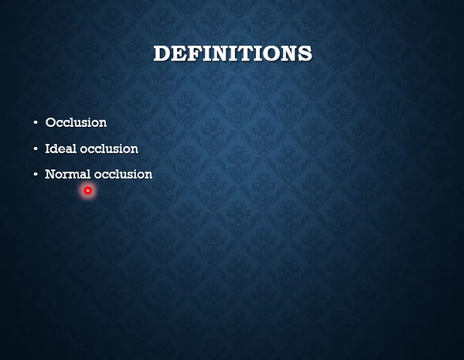 DEFINITIONS
• Occlusion
• Ideal occlusion
• Normal occlusion